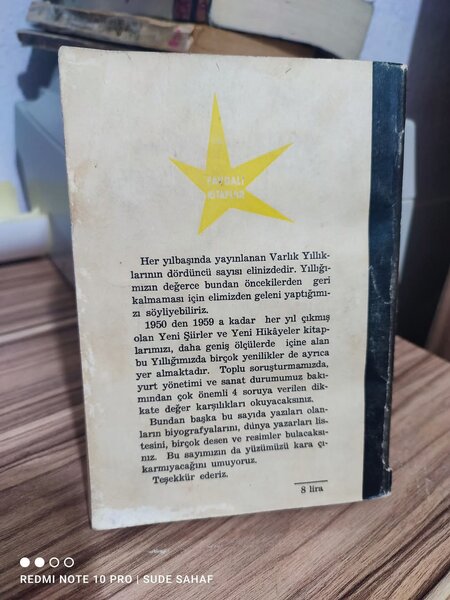 FAYDALI
KİTAPLAR
Her yılbaşında yayınlanan Varlık Yıllık-
larının dördüncü sayısı elinizdedir. Yıllığı-
mızın değerce bundan öncekilerden geri
kalmaması için elimizden geleni yaptığımı-
zı söyliyebiliriz.
1950 den 1959 a kadar her yıl çıkmış
olan Yeni Şiirler ve Yeni Hikâyeler kitap-
larımızı, daha geniş ölçülerde içine alan
bu Yıllığımızda birçok yenilikler de ayrıca
yer almaktadır. Toplu soruşturmamızda,
yurt yönetimi ve sanat durumumuz bakı-
mından çok önemli 4 soruya verilen dik-
kate değer karşılıkları okuyacaksınız.
Bundan başka bu sayıda yazıları olan-
ların biyografyalarını, dünya yazarları lis-
tesini, birçok desen ve resimler bulacaksı-
nız. Bu sayımızın da yüzümüzü kara çı-
karmıyacağını umuyoruz.
Teşekkür ederiz.
8 lira
REDMI NOTE 10 PRO | SUDE SAHAF